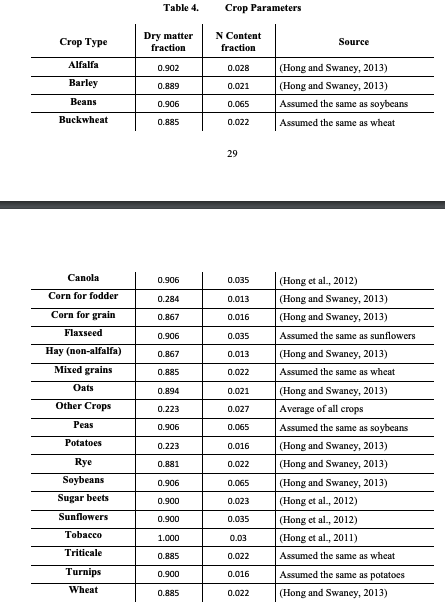 Table 4. Crop Parameters
Crop Type Dry matter fraction N Content fraction Source
Alfalfa 0.902 0.028 (Hong and Swaney, 2013)
Barley 0.889 0.021 (Hong and Swaney, 2013)
Beans 0.906 0.065 Assumed the same as soybeans
Buckwheat 0.885 0.022 Assumed the same as wheat
29
Canola 0.906 0.035 (Hong et al., 2012)
Corn for fodder 0.284 0.013 (Hong and Swaney, 2013)
Corn for grain 0.867 0.016 (Hong and Swaney, 2013)
Flaxseed 0.906 0.035 Assumed the same as sunflowers
Hay (non-alfalfa) 0.867 0.013 (Hong and Swaney, 2013)
Mixed grains 0.885 0.022 Assumed the same as wheat
Oats 0.894 0.021 (Hong and Swaney, 2013)
Other Crops 0.223 0.027 Average of all crops
Peas 0.906 0.065 Assumed the same as soybeans
Potatoes 0.223 0.016 (Hong and Swaney, 2013)
Rye 0.881 0.022 (Hong and Swaney, 2013)
Soybeans 0.906 0.065 (Hong and Swaney, 2013)
Sugar beets 0.900 0.023 (Hong et al., 2012)
Sunflowers 0.900 0.035 (Hong et al., 2012)
Tobacco 1.000 0.03 (Hong et al., 2011)
Triticale 0.885 0.022 Assumed the same as wheat
Turnips 0.900 0.016 Assumed the same as potatoes
Wheat 0.885 0.022 (Hong and Swaney, 2013)